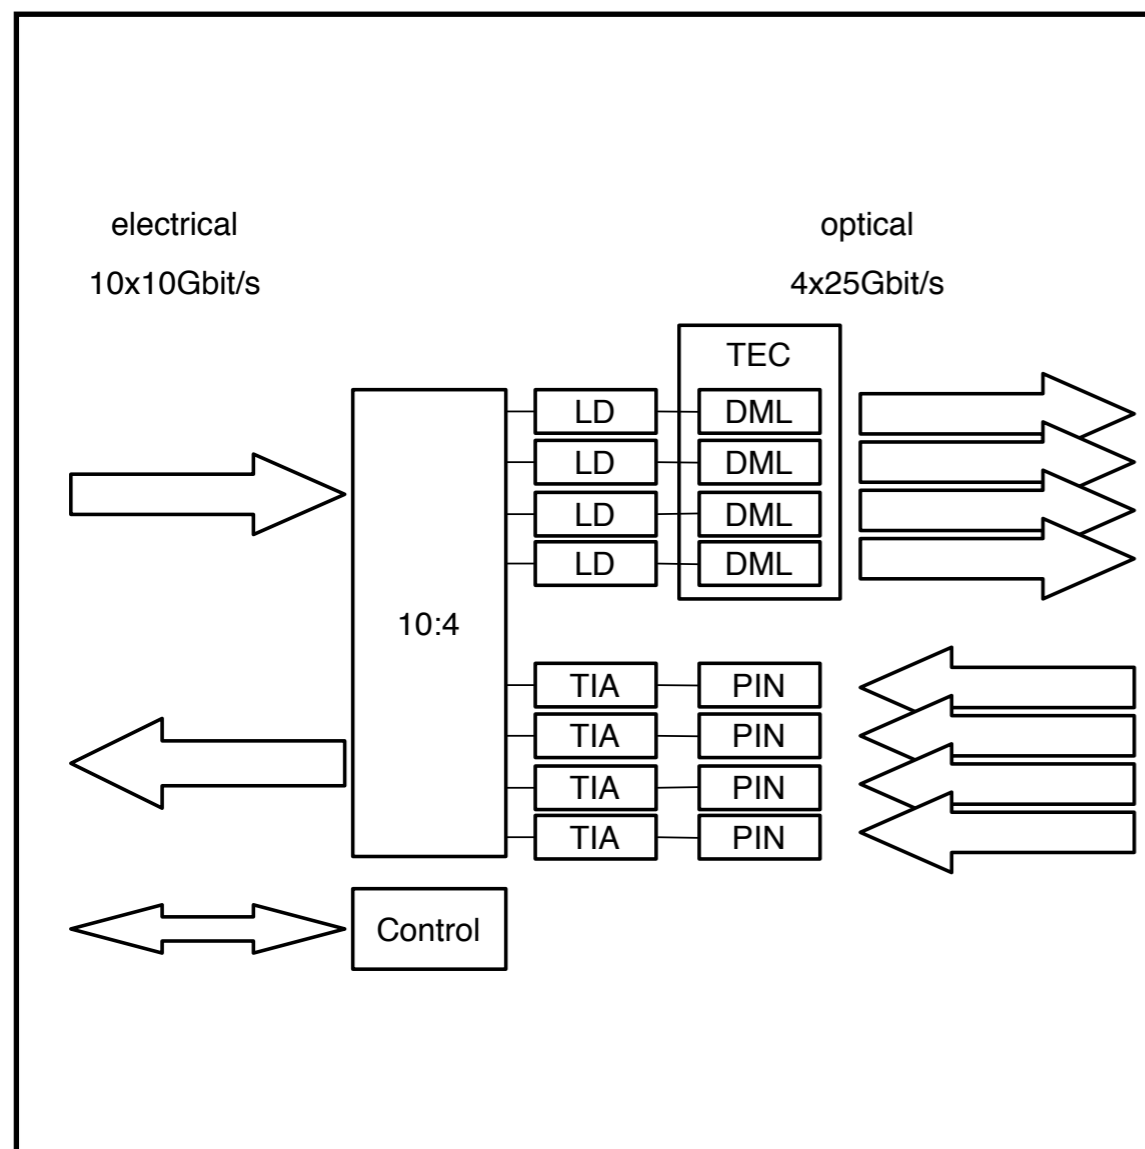 electrical
optical
10x10Gbit/s
4x25Gbit/s
TEC
LD
DML
LD
DML
LD
DML
LD
DML
10:4
TIA
PIN
TIA
PIN
TIA
PIN
TIA
PIN
Control